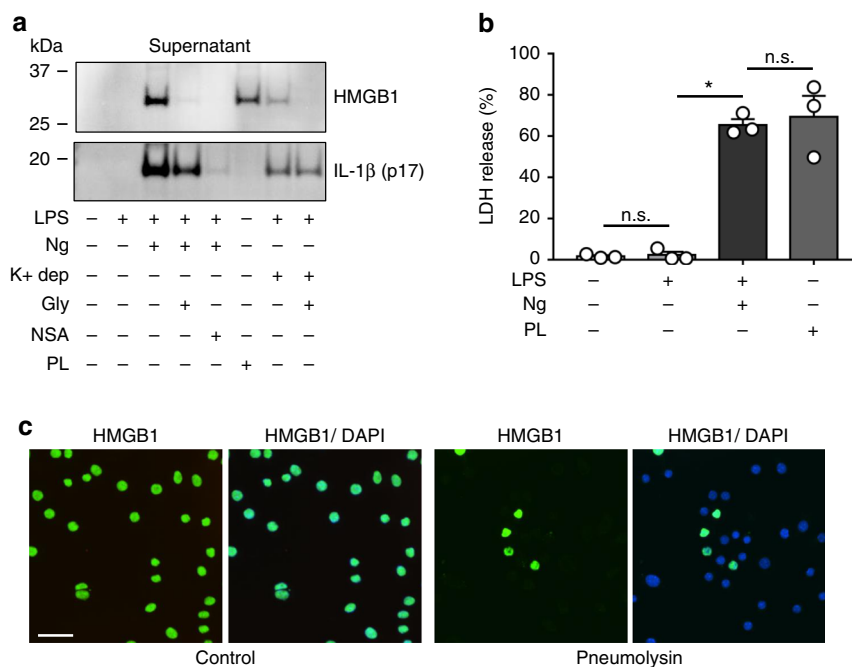 a
kDa Supernatant
37 –
HMGB1
25 –
20 –
IL-1β (p17)
LPS – + + + + – + +
Ng – – + + + – – –
K+ dep – – – – – – + +
Gly – – – + – – – +
NSA – – – – + – – –
PL – – – – – + – –
b
LDH release (%)
100
80
60
40
20
0
n.s.
*
n.s.
LPS – + + –
Ng – – + –
PL – – – +
c
HMGB1 HMGB1/ DAPI HMGB1 HMGB1/ DAPI
Control Pneumolysin